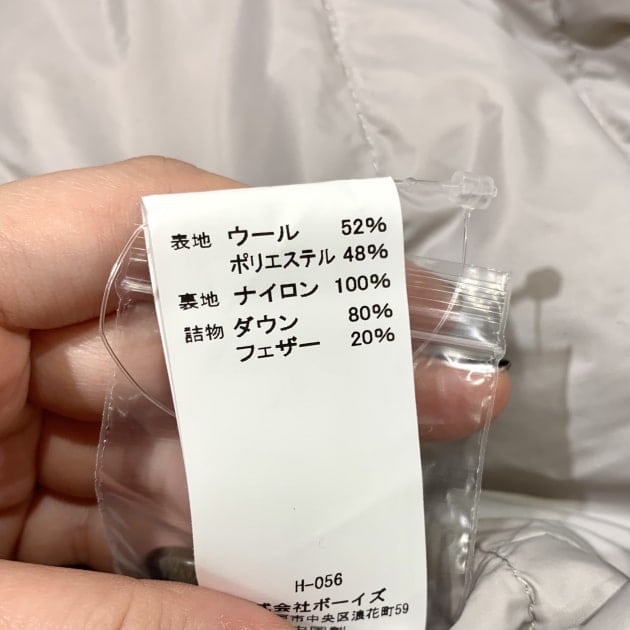 表地 ウール 52%
ポリエステル 48%
裏地 ナイロン 100%
詰物 ダウン 80%
フェザー 20%
H-056
式会社ボーイズ
市中央区浪花町59